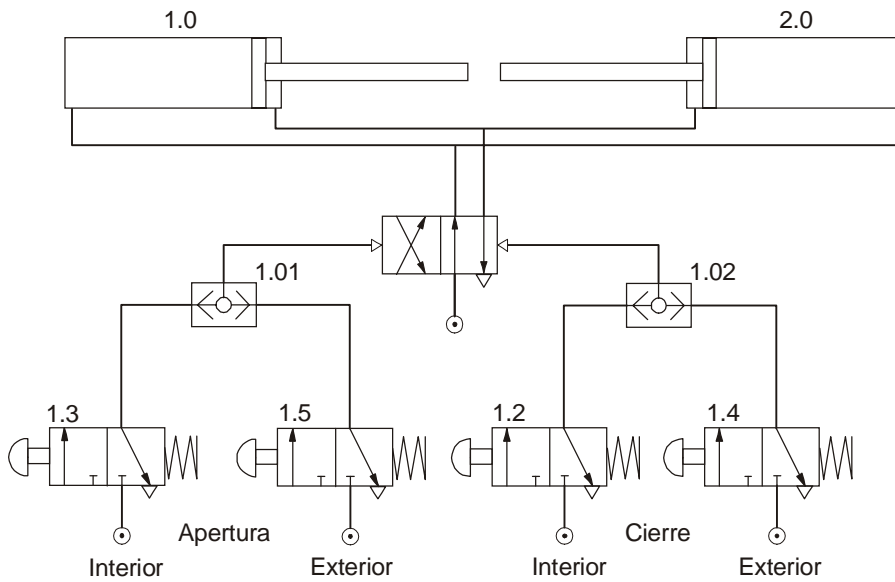 1.0
2.0
1.01
1.02
1.3
1.5
1.2
1.4
Apertura
Cierre
Interior
Exterior
Interior
Exterior